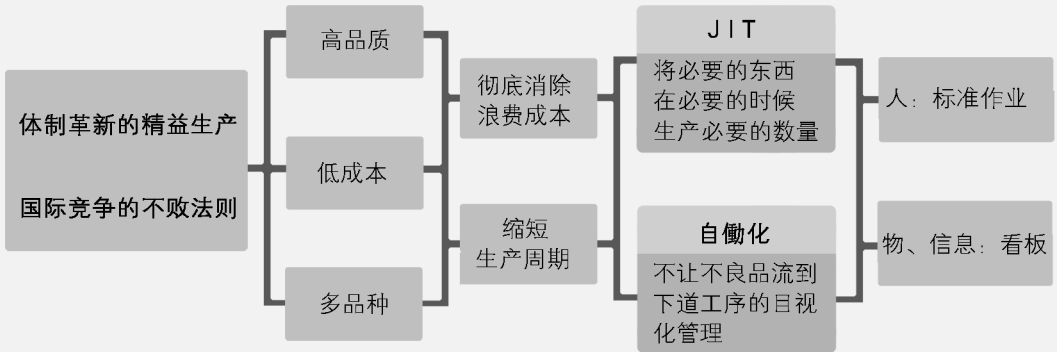 体制革新的精益生产
国际竞争的不败法则
高品质
低成本
多品种
彻底消除
浪费成本
缩短
生产周期
JIT
将必要的东西
在必要的时候
生产必要的数量
自働化
不让不良品流到
下道工序的目视
化管理
人：标准作业
物、信息：看板